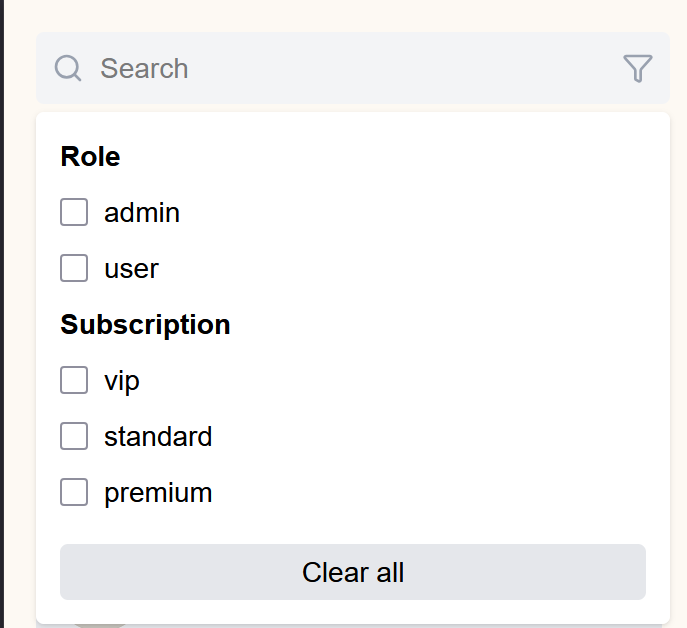 Search
Role
admin
user
Subscription
vip
standard
premium
Clear all